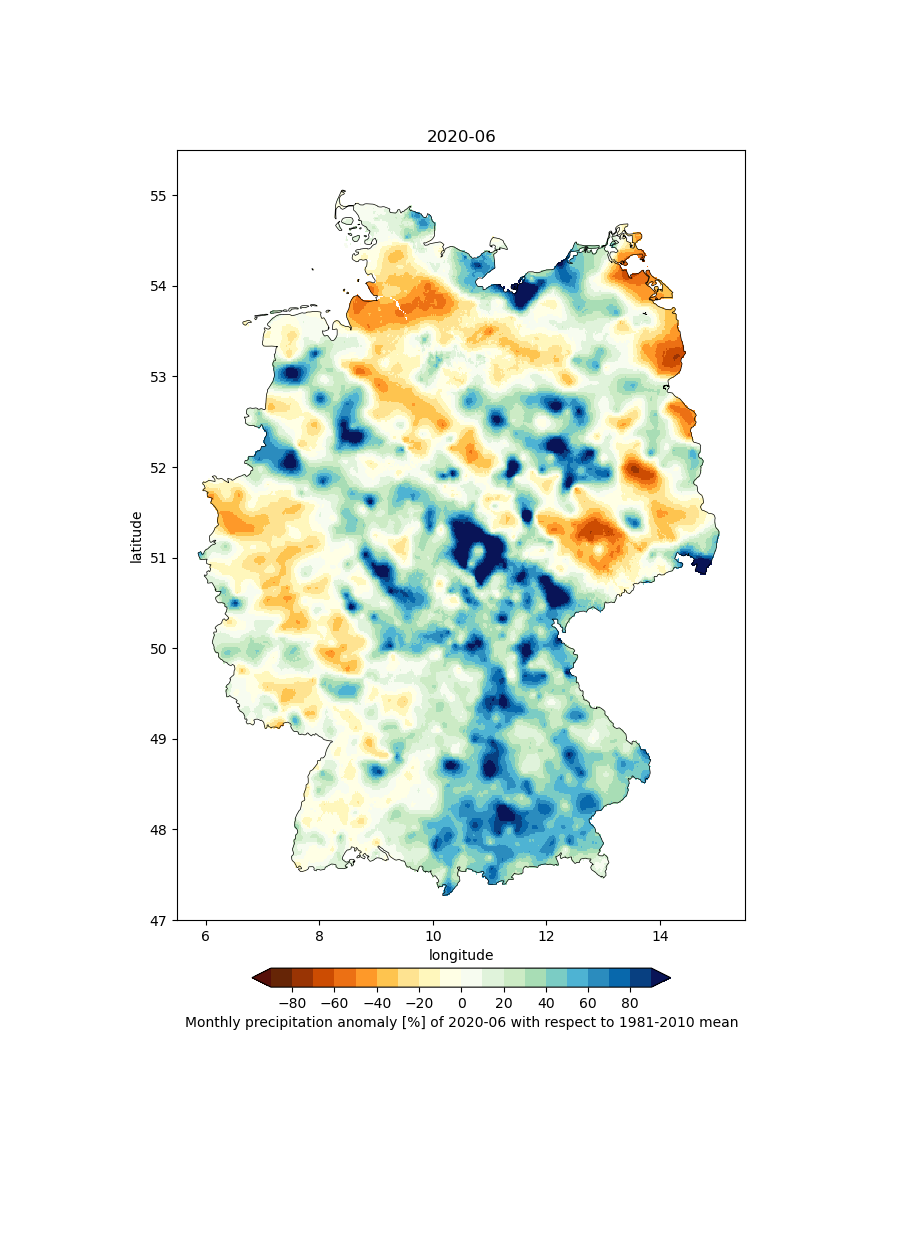 2020-06
55
54
53
52
51
50
49
48
47
latitude
6 8 10 12 14
longitude
−80 −60 −40 −20 0 20 40 60 80
Monthly precipitation anomaly [%] of 2020-06 with respect to 1981-2010 mean